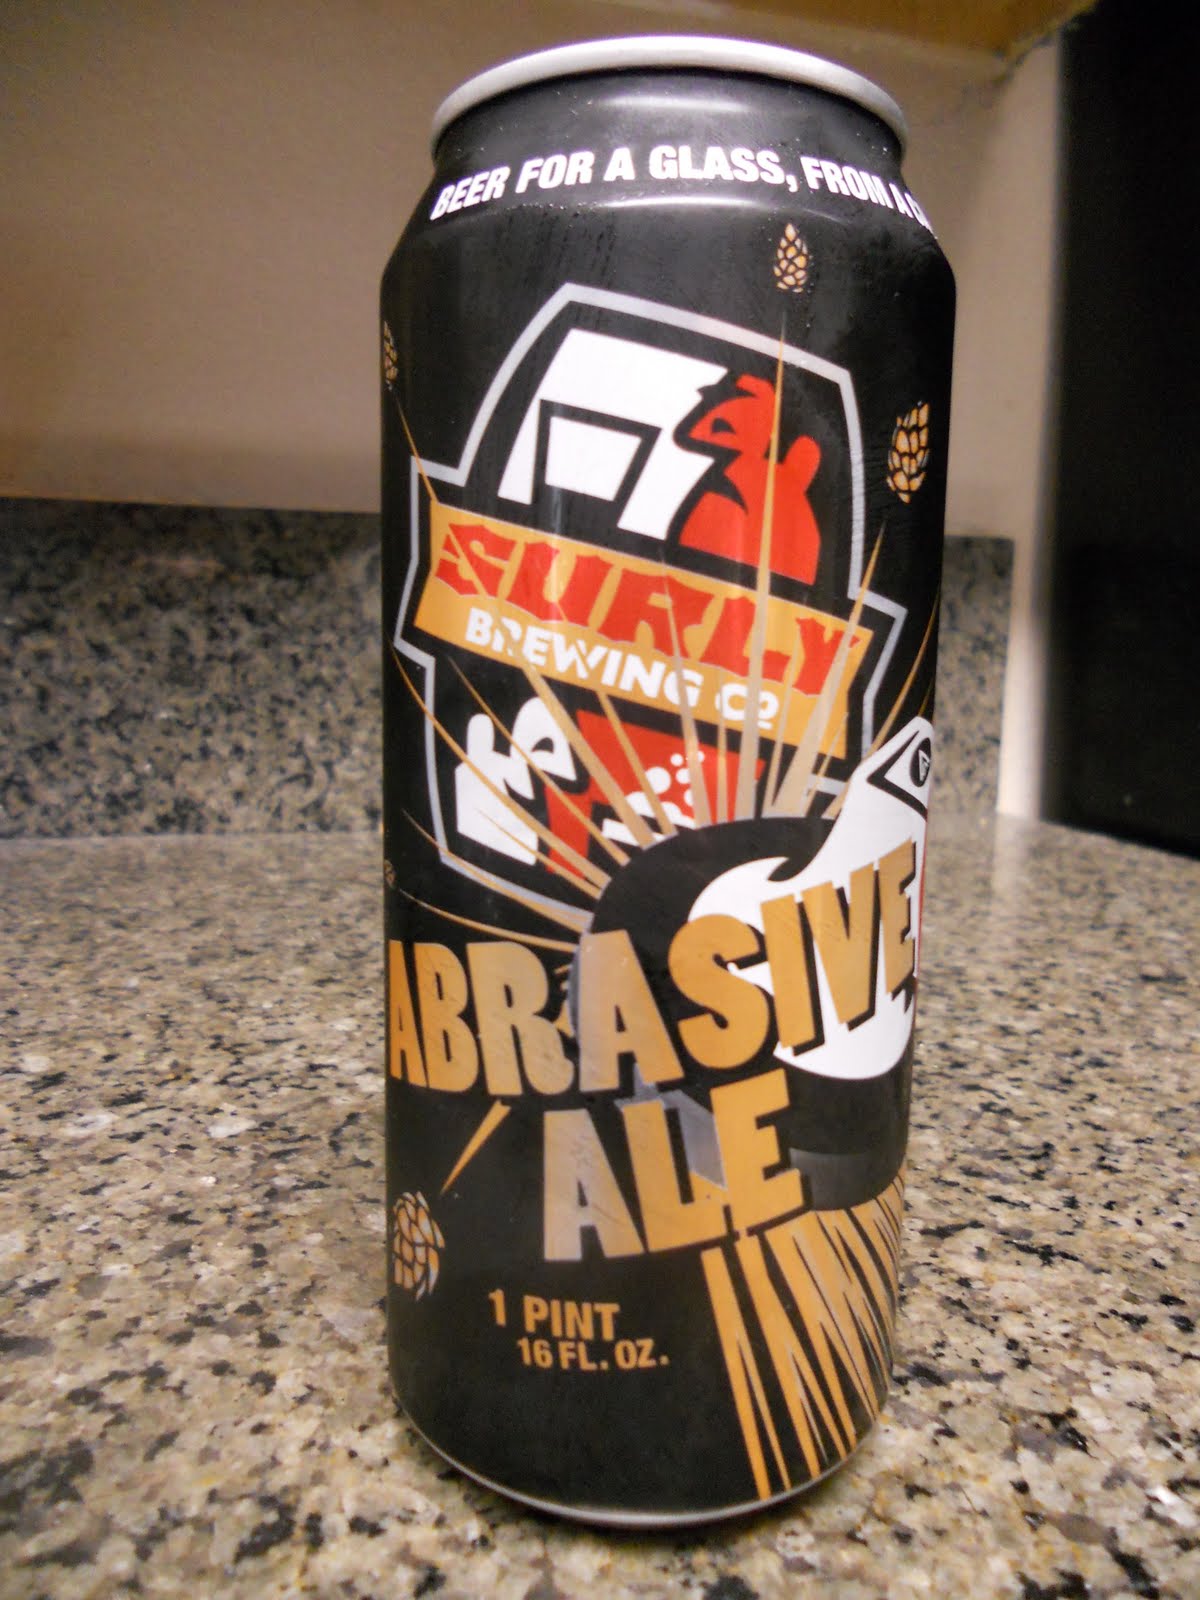 BEER FOR A GLASS, FROM A
SURLY
BREWING CO
ABRASIVE
ALE
1 PINT
16 FL. OZ.